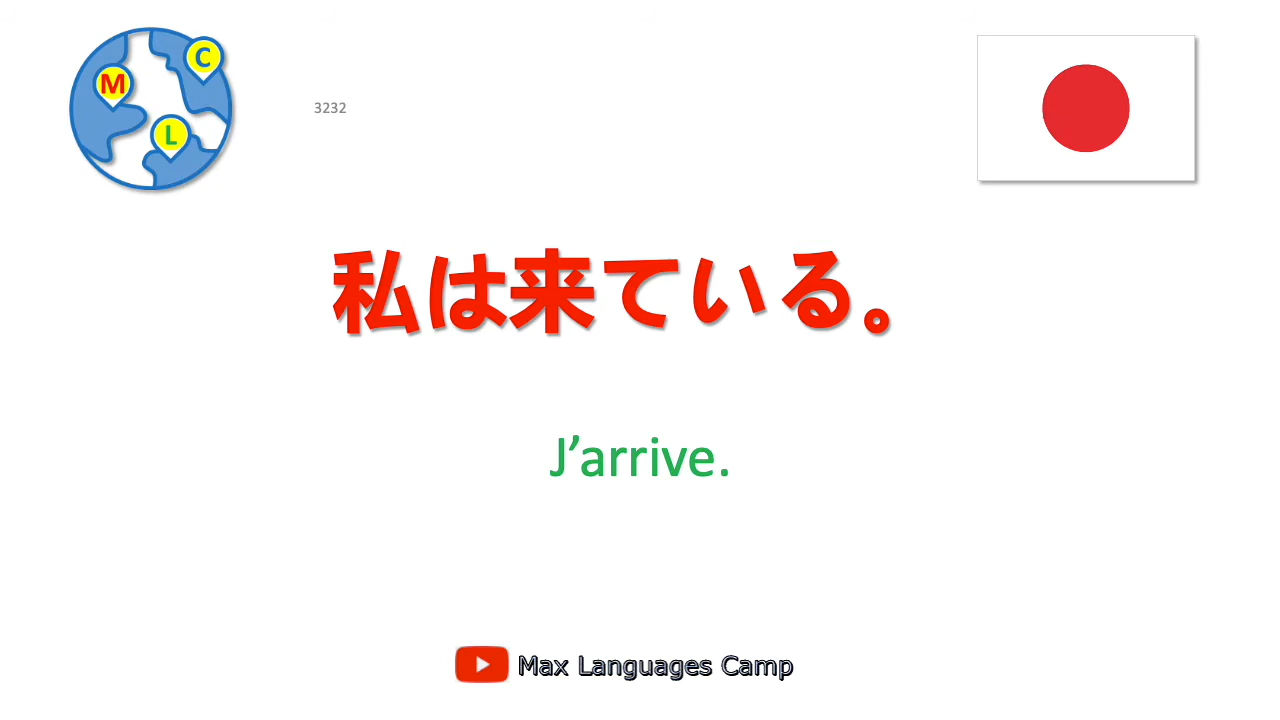 M
C
L
3232
私は来ている。
J’arrive.
Max Languages Camp